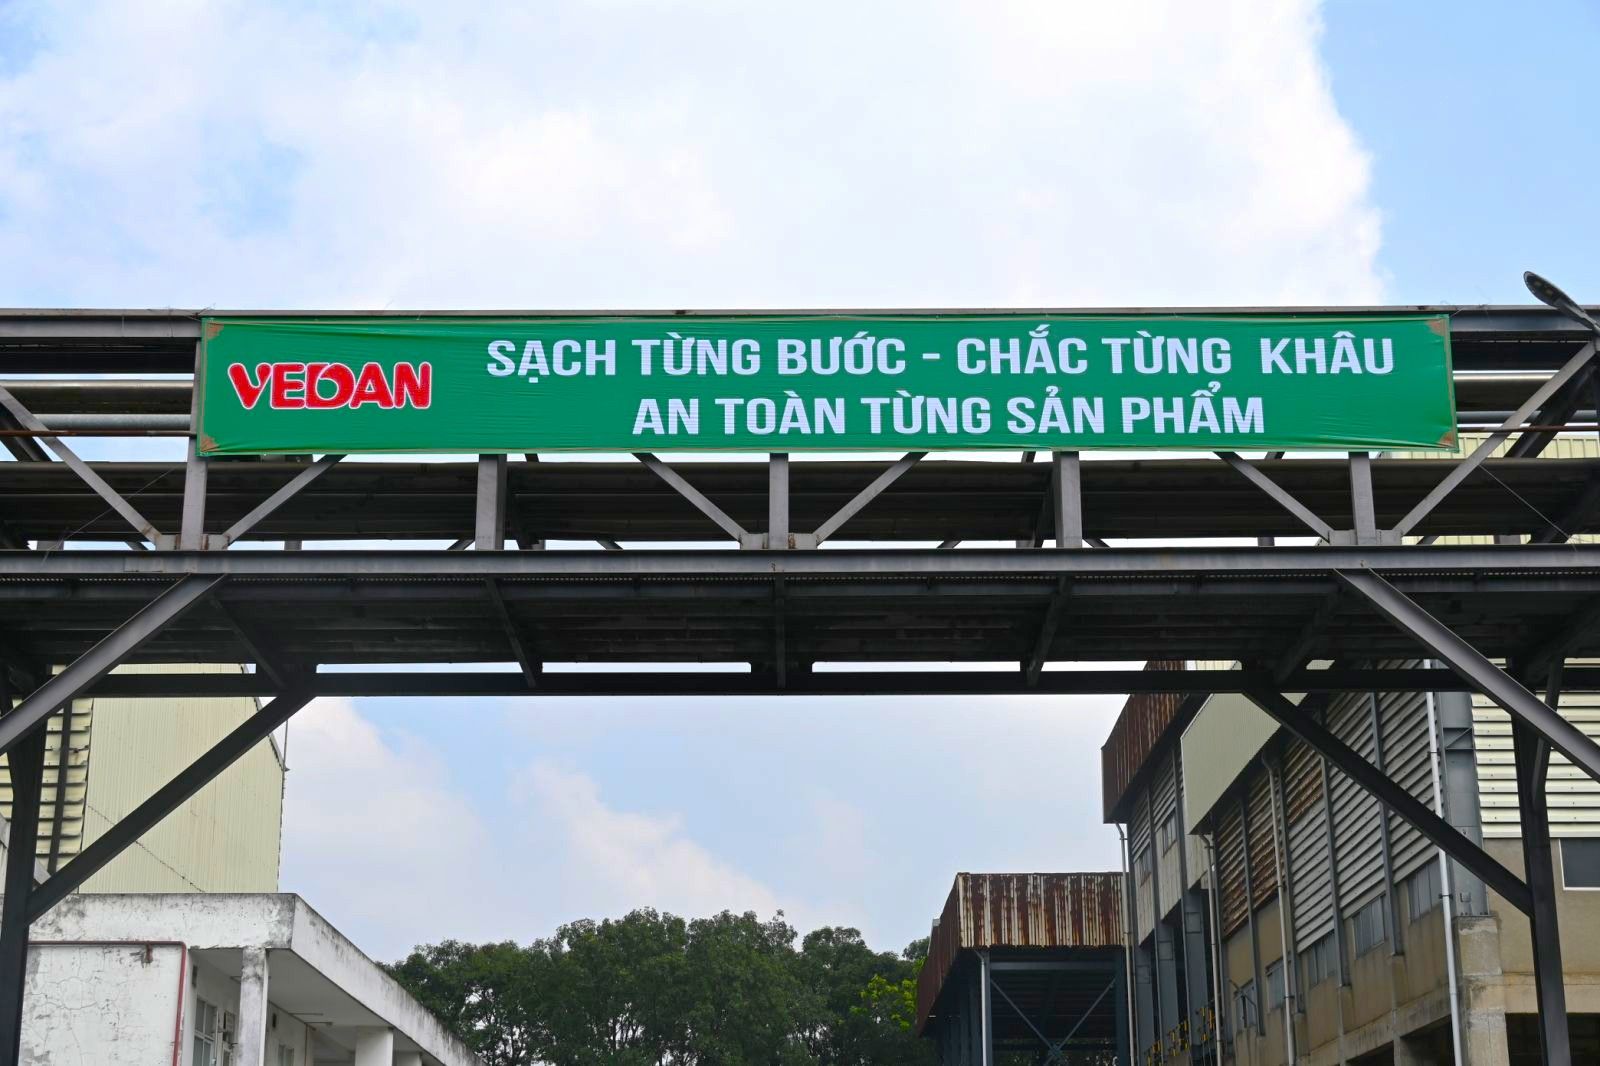 VEDAN
SẠCH TỪNG BƯỚC - CHẮC TỪNG KHÂU
AN TOÀN TỪNG SẢN PHẨM